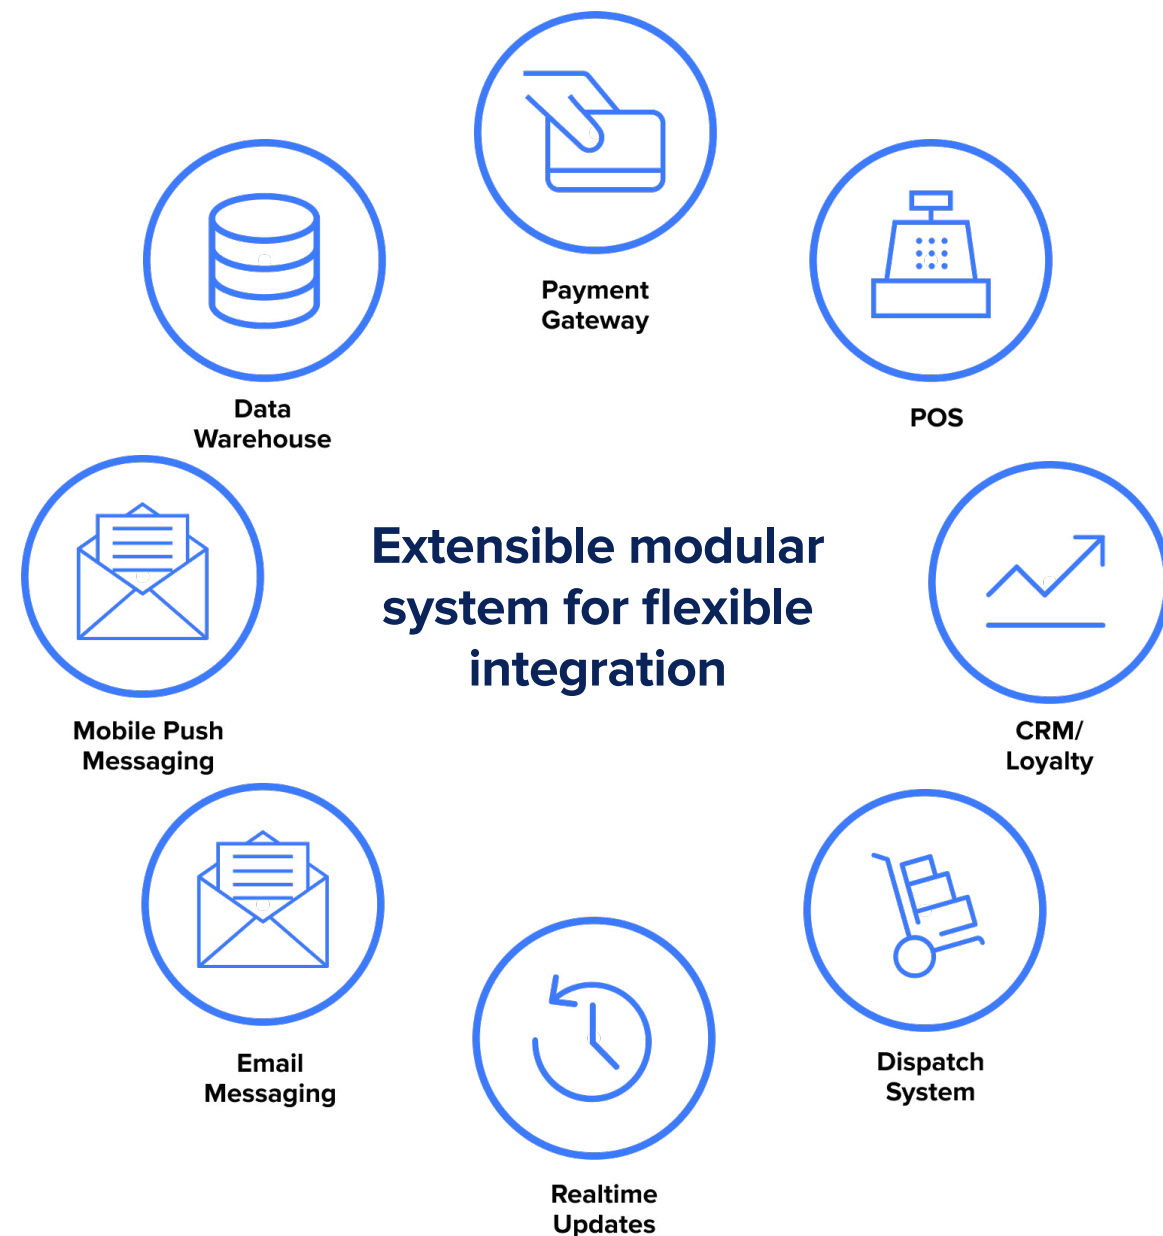 Payment
Gateway
Data
Warehouse
POS
Extensible modular
system for flexible
integration
Mobile Push
Messaging
CRM/
Loyalty
Email
Messaging
Dispatch
System
Realtime
Updates